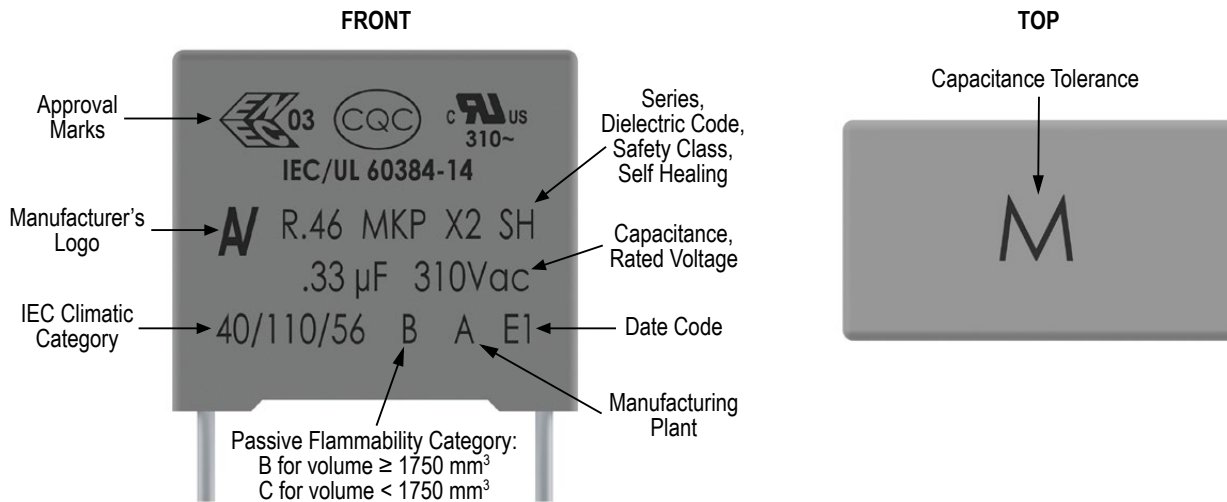 FRONT
TOP
Approval
Marks
EN
EC
03
CQC
C
US
310~
IEC/UL 60384-14
Series,
Dielectric Code,
Safety Class,
Self Healing
Capacitance Tolerance
Manufacturer's
Logo
R.46 MKP X2 SH
.33 µF 310Vac
Capacitance,
Rated Voltage
M
IEC Climatic
Category
40/110/56 B A E1
Date Code
Manufacturing
Plant
Passive Flammability Category:
B for volume ≥ 1750 mm³
C for volume < 1750 mm³